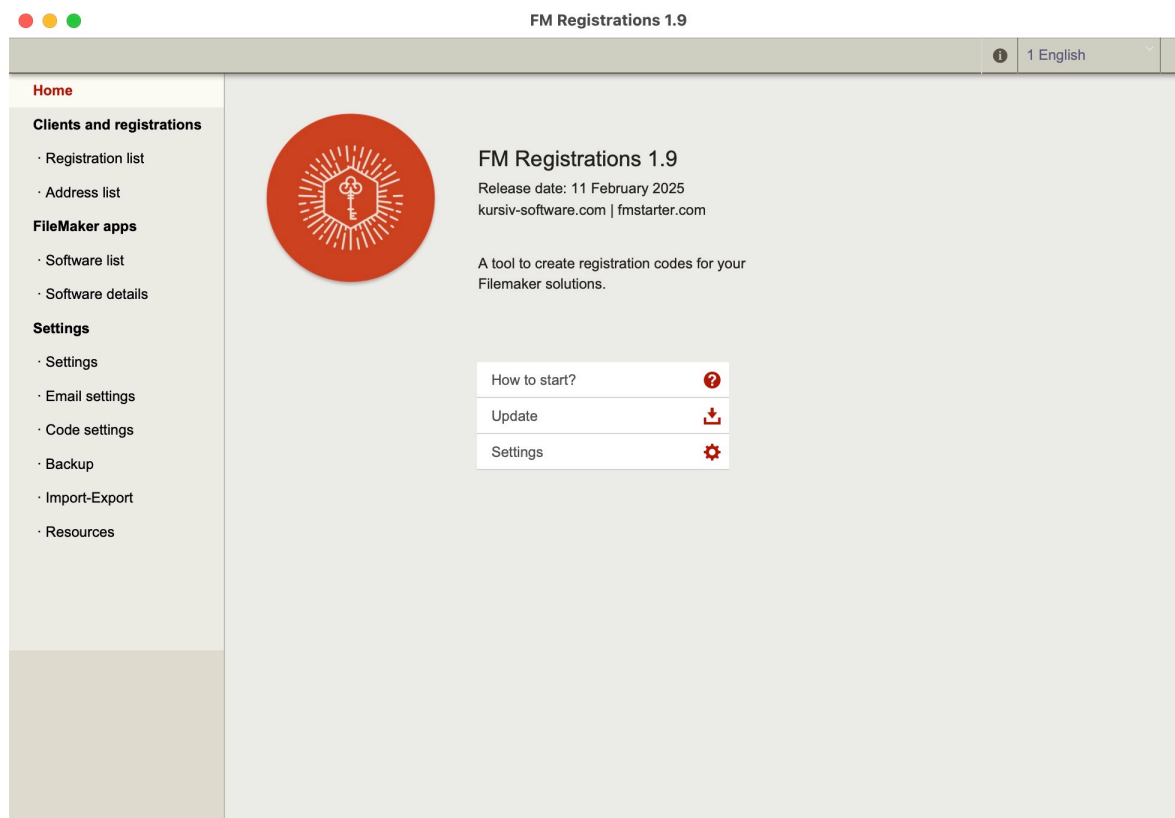 FM Registrations 1.9
1 English
Home
Clients and registrations
· Registration list
· Address list
FileMaker apps
· Software list
· Software details
Settings
· Settings
· Email settings
· Code settings
· Backup
· Import-Export
· Resources
FM Registrations 1.9
Release date: 11 February 2025
kursiv-software.com | fmstarter.com
A tool to create registration codes for your
Filemaker solutions.
How to start?
Update
Settings